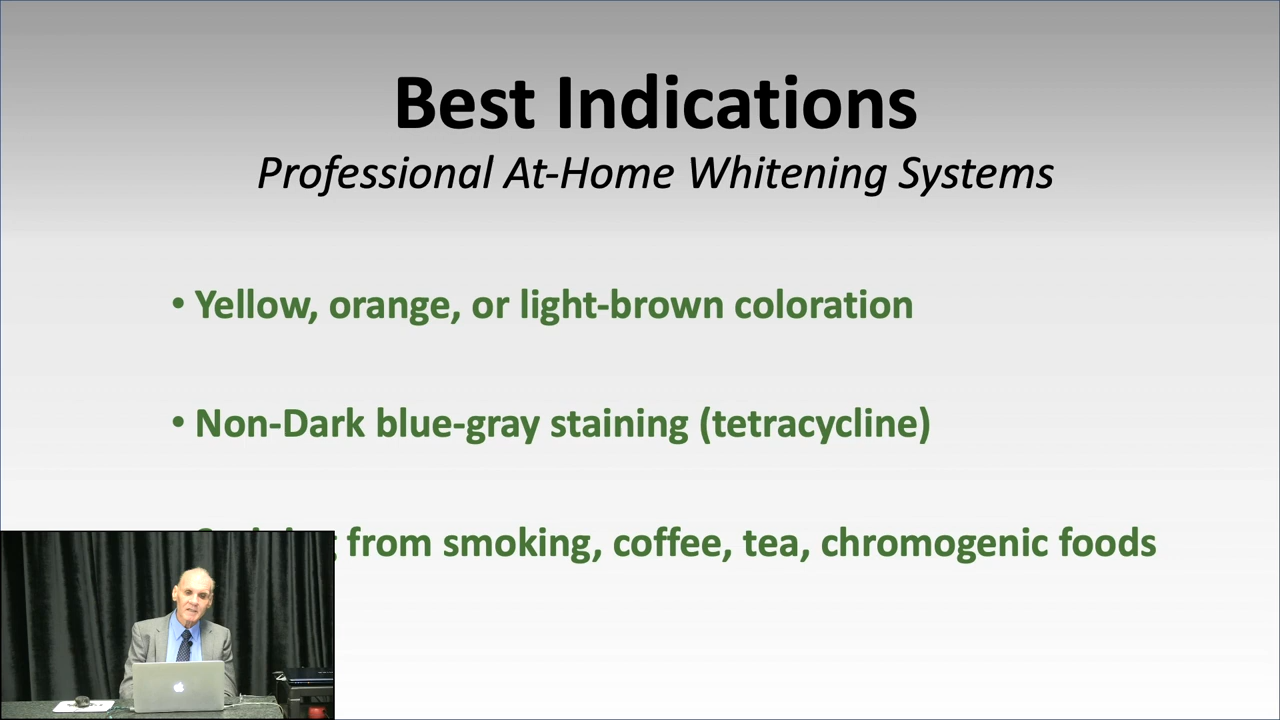 Best Indications
Professional At-Home Whitening Systems
• Yellow, orange, or light-brown coloration
• Non-Dark blue-gray staining (tetracycline)
from smoking, coffee, tea, chromogenic foods